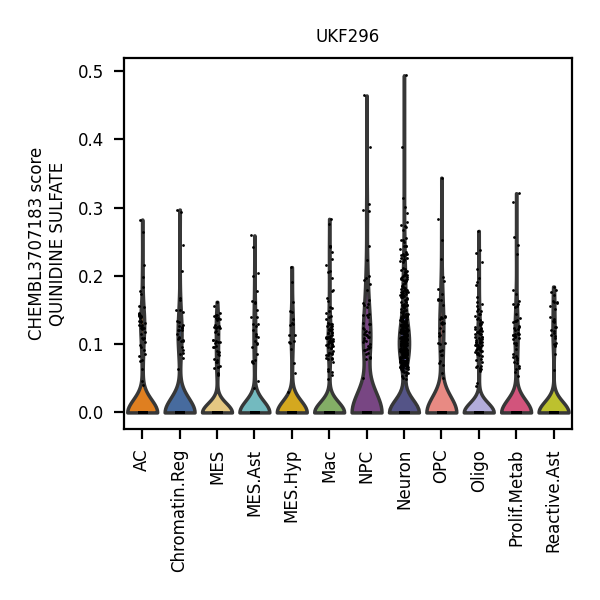 UKF296
CHEMBL3707183 score
QUINIDINE SULFATE
0.5
0.4
0.3
0.2
0.1
0.0
AC
Chromatin.Reg
MES
MES.Ast
MES.Hyp
Mac
NPC
Neuron
OPC
Oligo
Prolif.Metab
Reactive.Ast